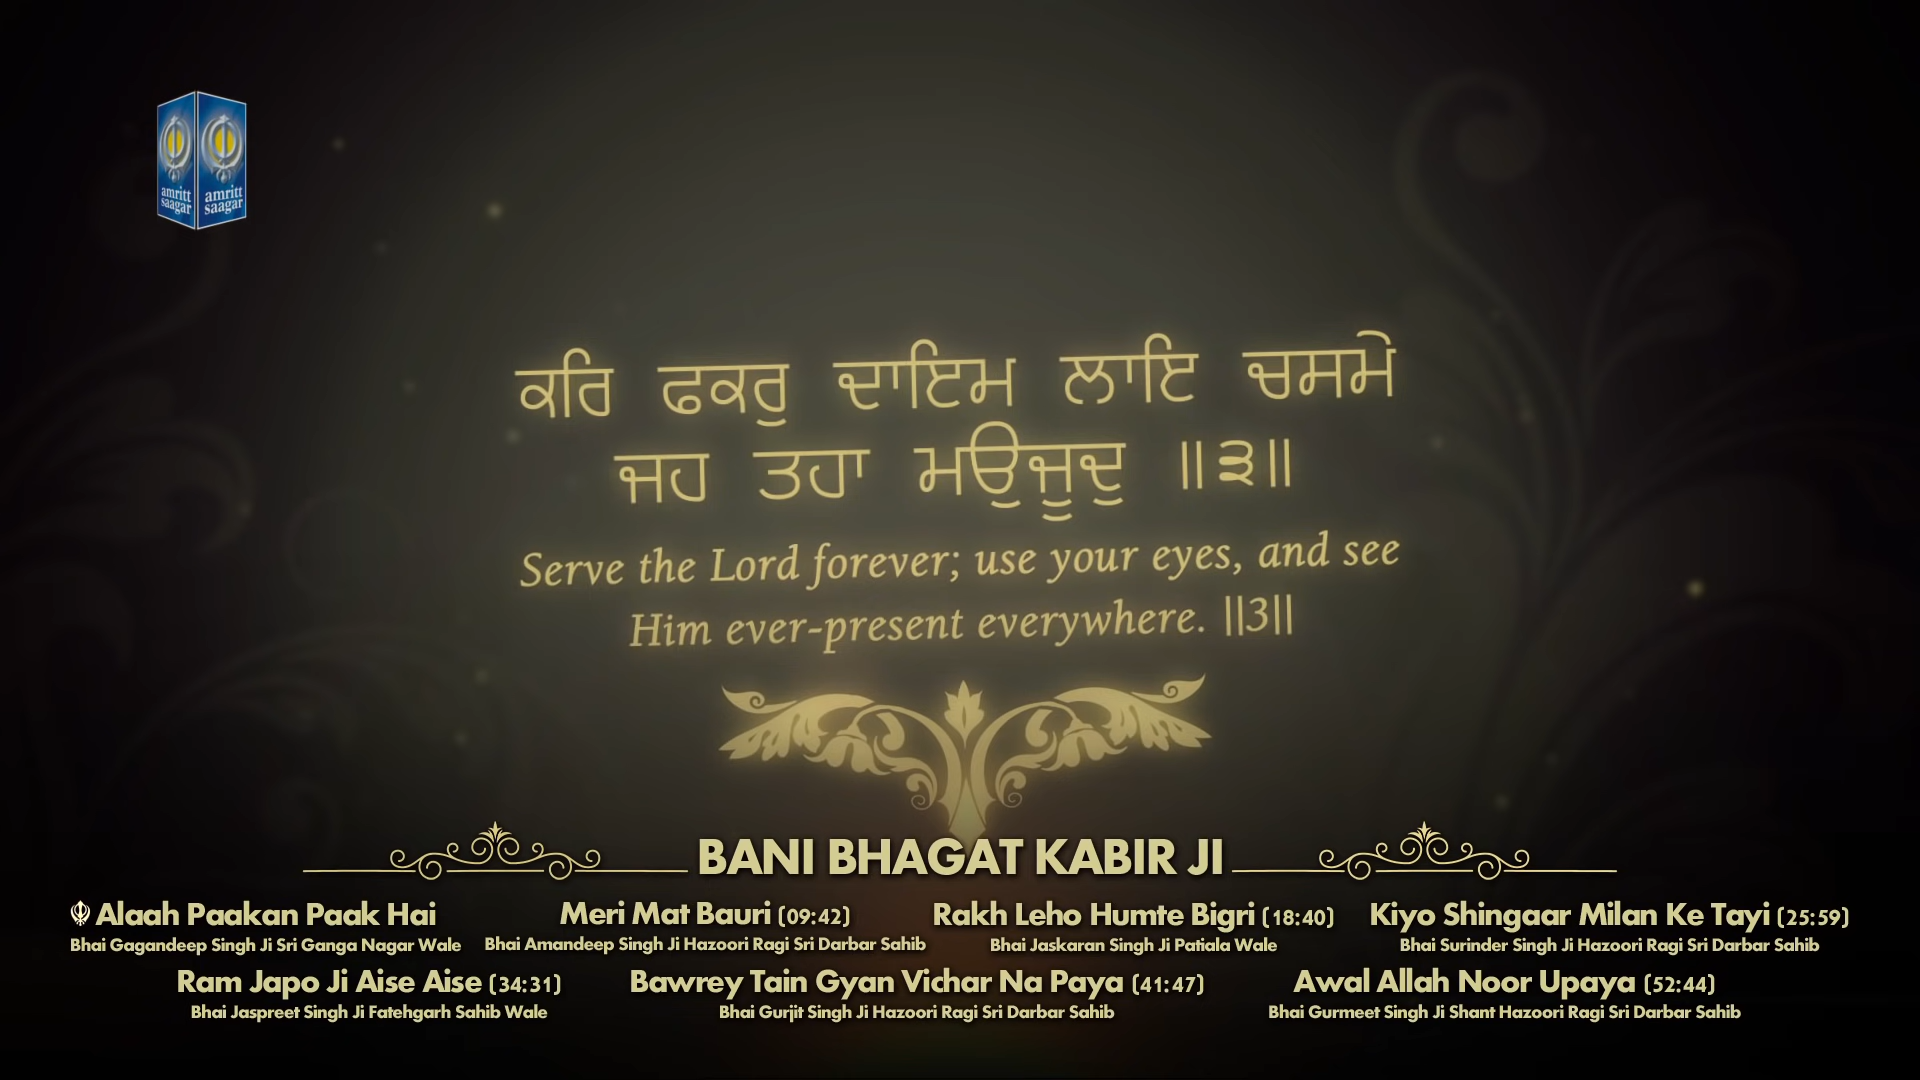 amritt saagar
amritt saagar
ਕਰਿ ਫਕਰੁ ਦਾਇਮ ਲਾਇ ਚਸਮੇ
ਜਹ ਤਹਾ ਮਉਜੂਦੁ ॥੩॥
Serve the Lord forever; use your eyes, and see
Him ever-present everywhere. ||3||
BANI BHAGAT KABIR JI
Alaah Paakan Paak Hai
Bhai Gagandeep Singh Ji Sri Ganga Nagar Wale
Meri Mat Bauri (09:42)
Bhai Amandeep Singh Ji Hazoori Ragi Sri Darbar Sahib
Rakh Leho Humte Bigri (18:40)
Bhai Jaskaran Singh Ji Patiala Wale
Kiyo Shingaar Milan Ke Tayi (25:59)
Bhai Surinder Singh Ji Hazoori Ragi Sri Darbar Sahib
Ram Japo Ji Aise Aise (34:31)
Bhai Jaspreet Singh Ji Fatehgarh Sahib Wale
Bawrey Tain Gyan Vichar Na Paya (41:47)
Bhai Gurjit Singh Ji Hazoori Ragi Sri Darbar Sahib
Awal Allah Noor Upaya (52:44)
Bhai Gurmeet Singh Ji Shant Hazoori Ragi Sri Darbar Sahib